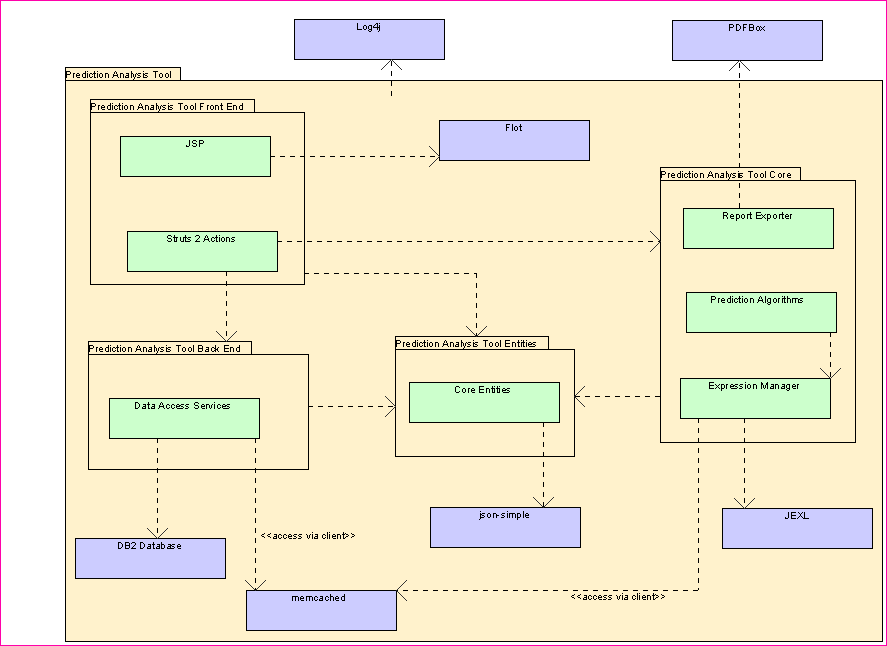 Log4j
PDFBox
Prediction Analysis Tool
Prediction Analysis Tool Front End
JSP
Flot
Prediction Analysis Tool Core
Report Exporter
Struts 2 Actions
Prediction Algorithms
Prediction Analysis Tool Back End
Prediction Analysis Tool Entities
Data Access Services
Core Entities
Expression Manager
json-simple
JEXL
<<access via client>>
DB2 Database
memcached
<<access via client>>